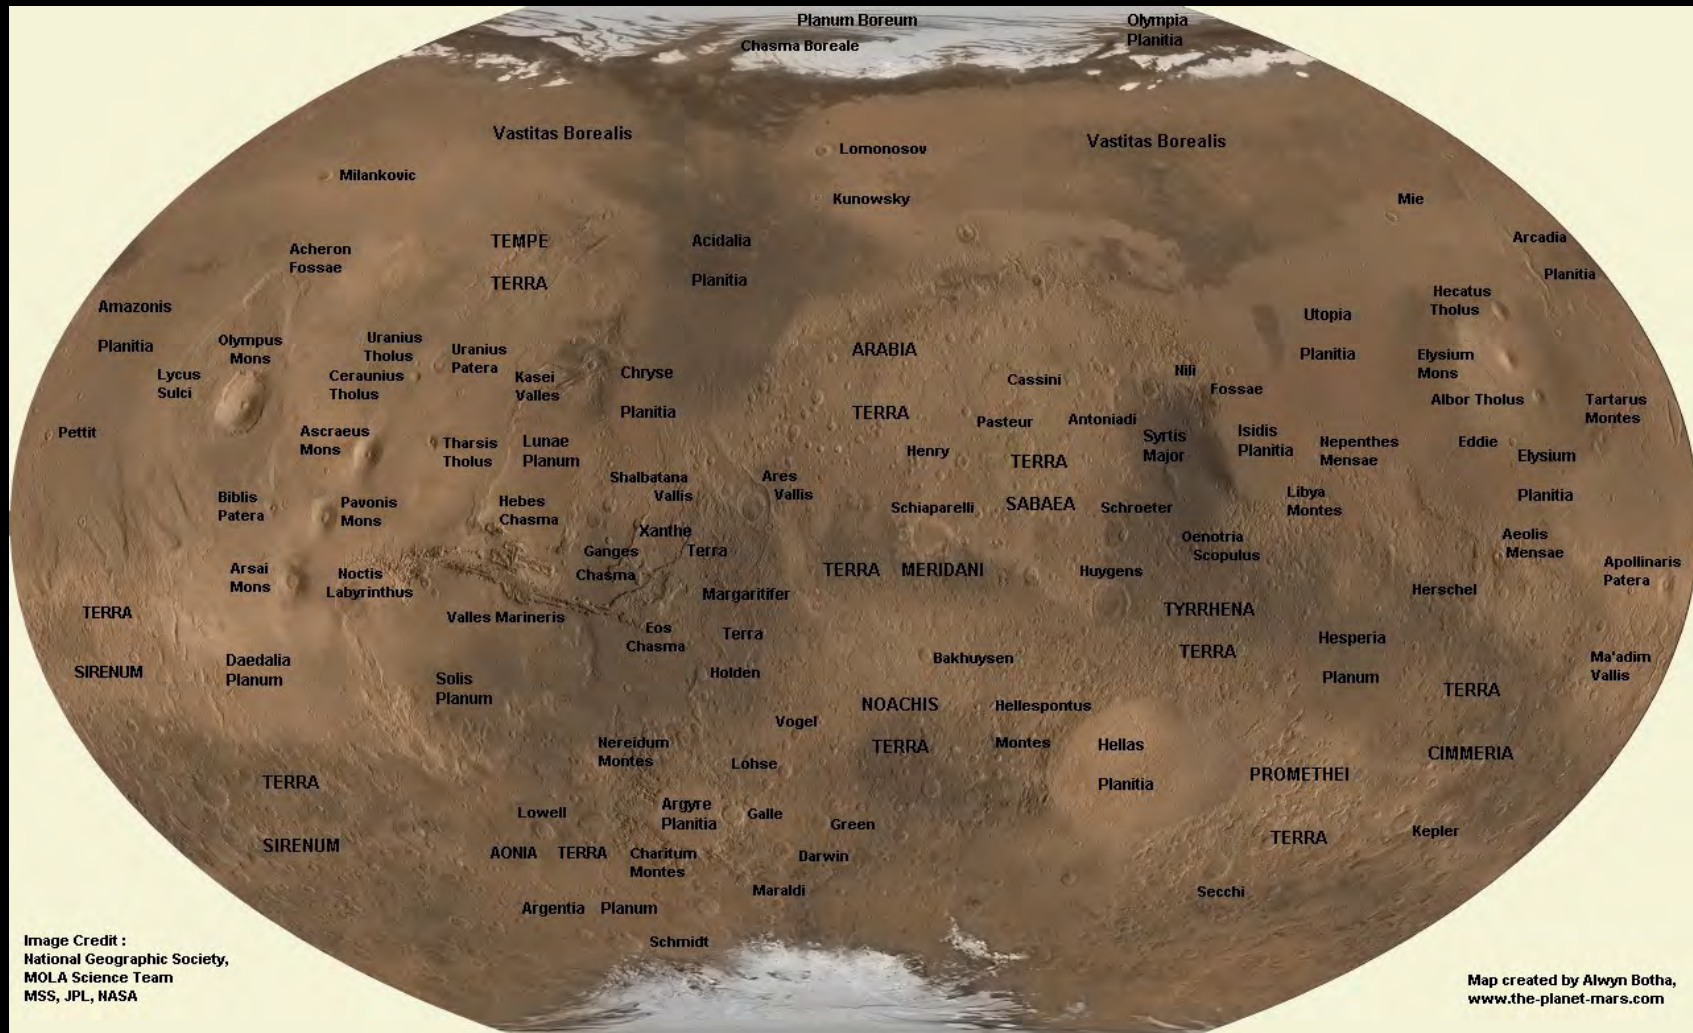 Planum Boreum
Olympia
Planitia
Chasma Boreale
Vastitas Borealis
Vastitas Borealis
Lomonosov
Milankovic
Kunowsky
Mie
Acheron
Fossae
TEMPE
TERRA
Acidalia
Planitia
Arcadia
Planitia
Amazonis
Planitia
Hecatus
Tholus
Utopia
Planitia
Olympus
Mons
Uranius
Tholus
Uranius
Patera
ARABIA
TERRA
Elysium
Mons
Lycus
Sulci
Ceraunius
Tholus
Kasei
Valles
Chryse
Planitia
Cassini
Nili
Fossae
Albor Tholus
Tartarus
Montes
Pettit
Ascraeus
Mons
Tharsis
Tholus
Lunae
Planum
Pasteur
Antoniadi
Henry
TERRA
SABAEA
Syrtis
Major
Isidis
Planitia
Nepenthes
Mensae
Eddie
Elysium
Planitia
Shalbatana
Vallis
Ares
Vallis
Biblis
Patera
Pavonis
Mons
Hebes
Chasma
Schiaparelli
Schroeter
Libya
Montes
Xanthe
Terra
Ganges
Chasma
Oenotria
Scopulus
Aeolis
Mensae
Arsai
Mons
Noctis
Labyrinthus
TERRA MERIDANI
Huygens
Apollinaris
Patera
Herschel
Margaritifer
Terra
TERRA
SIRENUM
Valles Marineris
Eos
Chasma
TYRRHENA
TERRA
Hesperia
Planum
Daedalia
Planum
Solis
Planum
Holden
Bakhuysen
Ma'adim
Vallis
NOACHIS
TERRA
Hellespontus
Montes
TERRA
CIMMERIA
Vogel
Nereidum
Montes
Lohse
Hellas
Planitia
PROMETHEI
TERRA
TERRA
SIRENUM
Lowell
Argyre
Planitia
Galle
Green
Kepler
AONIA TERRA
Charitum
Montes
Darwin
Maraldi
Secchi
Argentia Planum
Schmidt
Image Credit :
National Geographic Society,
MOLA Science Team
MSS, JPL, NASA
Map created by Alwyn Botha,
www.the-planet-mars.com